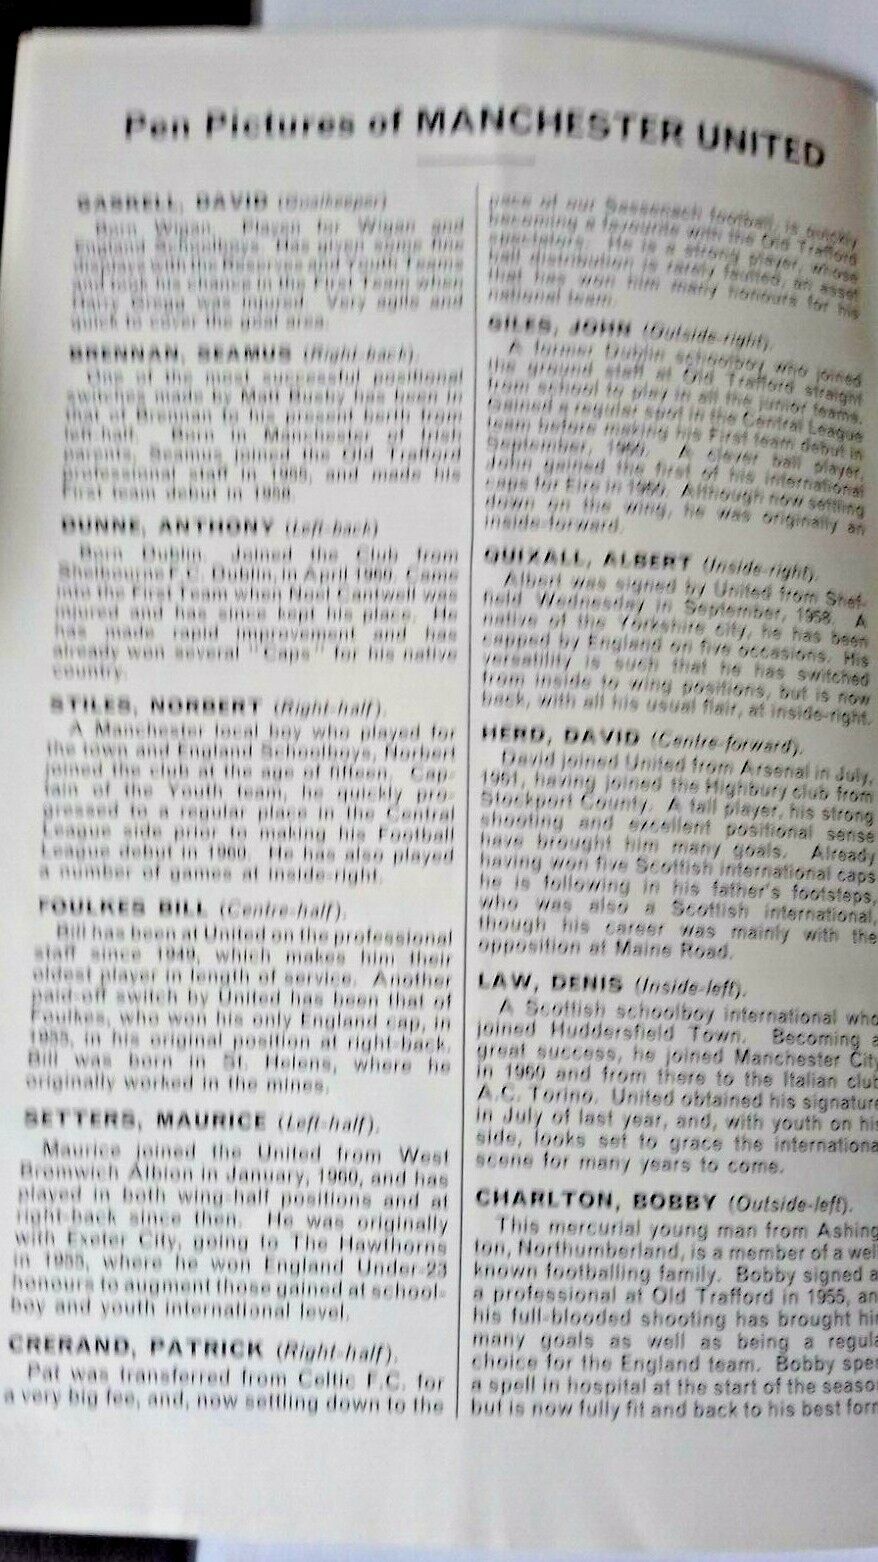 Pen Pictures of MANCHESTER UNITED
GASKELL, DAVID (Goalkeeper)
Born Wigan. Played for Wigan and
England Schoolboys. Has given some fine
displays with the Reserves and Youth Teams
and took his chance in the First Team when
Harry Gregg was injured. Very agile and
quick to cover the goal area.
BRENNAN, SEAMUS (Right-back).
One of the most successful positional
switches made by Matt Busby has been in
that of Brennan to his present berth from
left-half. Born in Manchester of Irish
parents, Seamus joined the Old Trafford
professional staff in 1955, and made his
First team debut in 1958.
DUNNE, ANTHONY (Left-back)
Born Dublin. Joined the Club from
Shelbourne F.C. Dublin, in April 1960. Came
into the First Team when Noel Cantwell was
injured and has since kept his place. He
has made rapid improvement and has
already won several "Caps" for his native
country.
STILES, NORBERT (Right-half).
A Manchester local boy who played for
the town and England Schoolboys, Norbert
joined the club at the age of fifteen. Cap-
tain of the Youth team, he quickly pro-
gressed to a regular place in the Central
League side prior to making his Football
League debut in 1960. He has also played
a number of games at inside-right.
FOULKES BILL (Centre-half).
Bill has been at United on the professional
staff since 1949, which makes him their
oldest player in length of service. Another
paid-off switch by United has been that of
Foulkes, who won his only England cap, in
1955, in his original position at right-back.
Bill was born in St. Helens, where he
originally worked in the mines.
SETTERS, MAURICE (Left-half).
Maurice joined the United from West
Bromwich Albion in January, 1960, and has
played in both wing-half positions and at
right-back since then. He was originally
with Exeter City, going to The Hawthorns
in 1955, where he won England Under-23
honours to augment those gained at school-
boy and youth international level.
CRERAND, PATRICK (Right-half).
Pat was transferred from Celtic F.C. for
a very big fee, and, now settling down to the
pace of our Sassenach football, is quickly
becoming a favourite with the Old Trafford
spectators. He is a strong player, whose
ball distribution is rarely faulted, an asset
that has won him many honours for his
national team.
GILES, JOHN (Outside-right).
A former Dublin schoolboy who joined
the ground staff at Old Trafford straight
from school to play in all the junior teams.
Gained a regular spot in the Central League
team before making his First team debut in
September, 1959. A clever ball player,
John gained the first of his international
caps for Eire in 1960. Although now settling
down on the wing, he was originally an
inside-forward.
QUIXALL, ALBERT (Inside-right).
Albert was signed by United from Shef-
field Wednesday in September, 1958. A
native of the Yorkshire city, he has been
capped by England on five occasions. His
versatility is such that he has switched
from inside to wing positions, but is now
back, with all his usual flair, at inside-right.
HERD, DAVID (Centre-forward).
David joined United from Arsenal in July,
1961, having joined the Highbury club from
Stockport County. A tall player, his strong
shooting and excellent positional sense
have brought him many goals. Already
having won five Scottish international caps
he is following in his father's footsteps,
who was also a Scottish international,
though his career was mainly with the
opposition at Maine Road.
LAW, DENIS (Inside-left).
A Scottish schoolboy international who
joined Huddersfield Town. Becoming a
great success, he joined Manchester City
in 1960 and from there to the Italian club
A.C. Torino. United obtained his signature
in July of last year, and, with youth on his
side, looks set to grace the internationa
scene for many years to come.
CHARLTON, BOBBY (Outside-left).
This mercurial young man from Ashing
ton, Northumberland, is a member of a well
known footballing family. Bobby signed a
a professional at Old Trafford in 1955, an
his full-blooded shooting has brought hi
many goals as well as being a regula
choice for the England team. Bobby spe
a spell in hospital at the start of the seaso
but is now fully fit and back to his best form